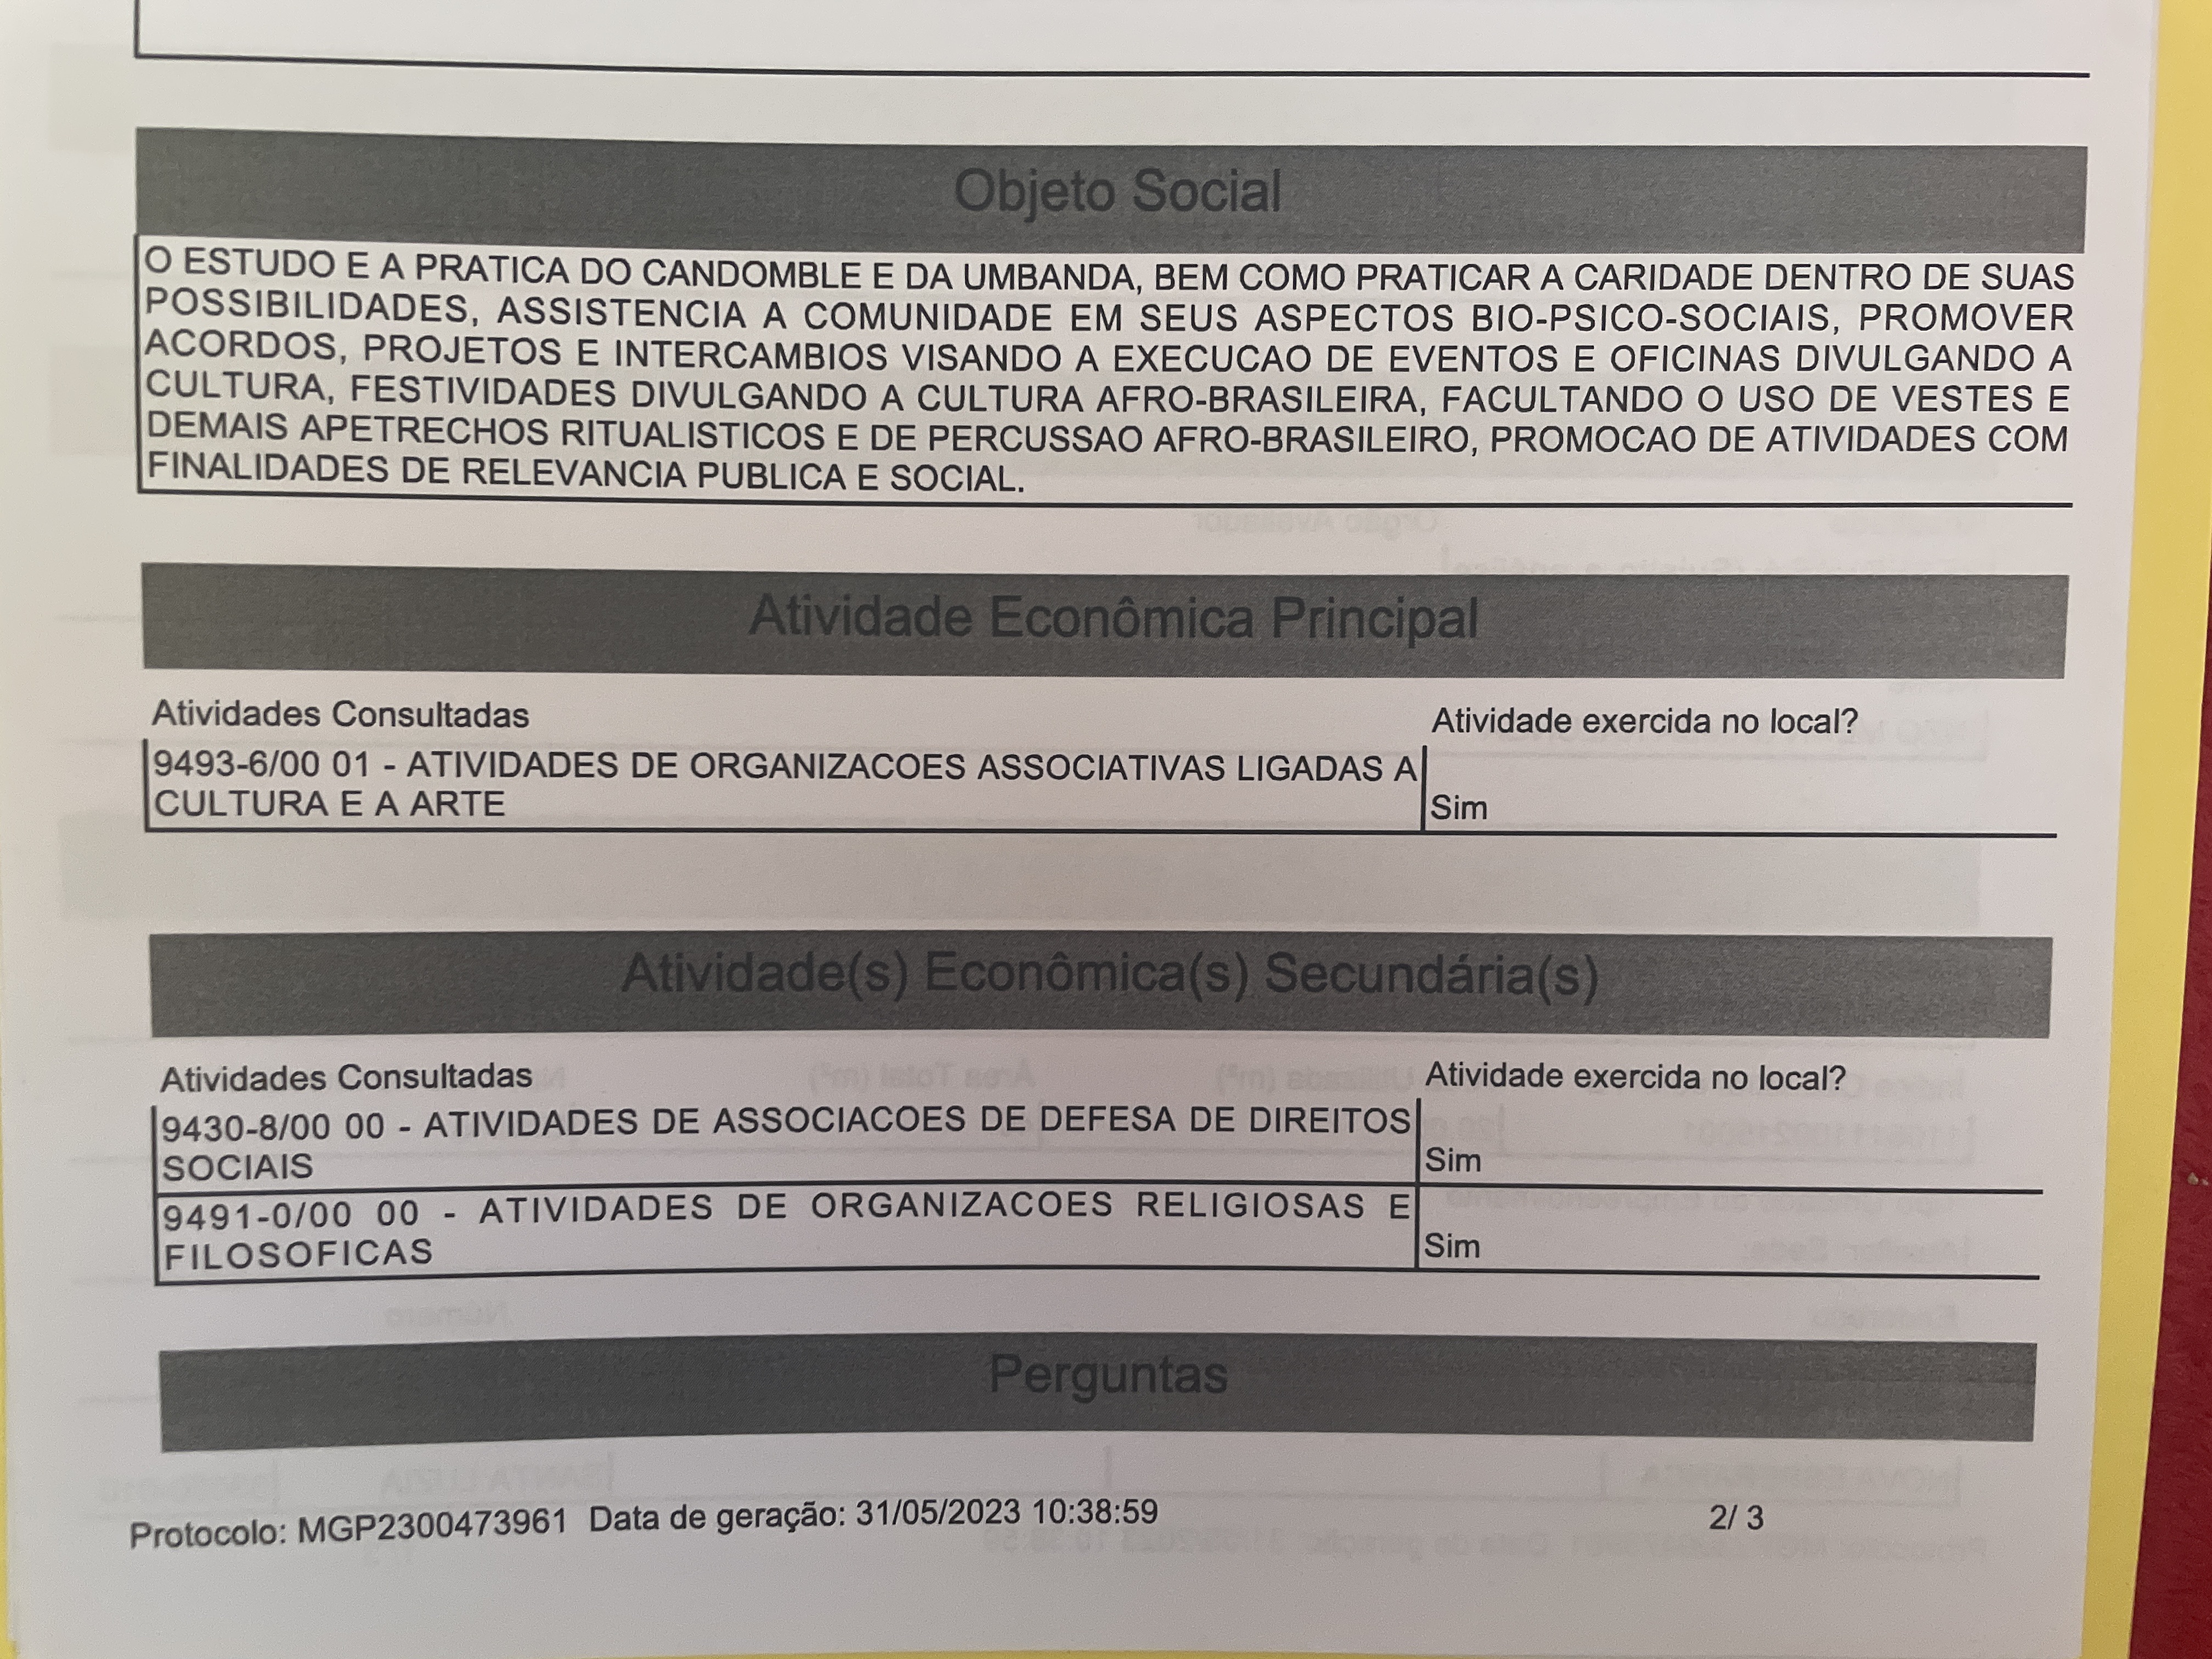 Objeto Social
O ESTUDO E A PRATICA DO CANDOMBLE E DA UMBANDA, BEM COMO PRATICAR A CARIDADE DENTRO DE SUAS
POSSIBILIDADES, ASSISTENCIA A COMUNIDADE EM SEUS ASPECTOS BIO-PSICO-SOCIAIS, PROMOVER
ACORDOS, PROJETOS E INTERCAMBIOS VISANDO A EXECUCAO DE EVENTOS E OFICINAS DIVULGANDO A
CULTURA, FESTIVIDADES DIVULGANDO A CULTURA AFRO-BRASILEIRA, FACULTANDO O USO DE VESTES E
DEMAIS APETRECHOS RITUALISTICOS E DE PERCUSSAO AFRO-BRASILEIRO, PROMOCAO DE ATIVIDADES COM
FINALIDADES DE RELEVANCIA PUBLICA E SOCIAL.
Atividade Econômica Principal
Atividades Consultadas Atividade exercida no local?
9493-6/00 01 - ATIVIDADES DE ORGANIZACOES ASSOCIATIVAS LIGADAS A
CULTURA E A ARTE Sim
Atividade(s) Econômica(s) Secundária(s)
Atividades Consultadas Atividade exercida no local?
9430-8/00 00 - ATIVIDADES DE ASSOCIACOES DE DEFESA DE DIREITOS
SOCIAIS Sim
9491-0/00 00 - ATIVIDADES DE ORGANIZACOES RELIGIOSAS E
FILOSOFICAS Sim
Perguntas
Protocolo: MGP2300473961 Data de geração: 31/05/2023 10:38:59 2/ 3